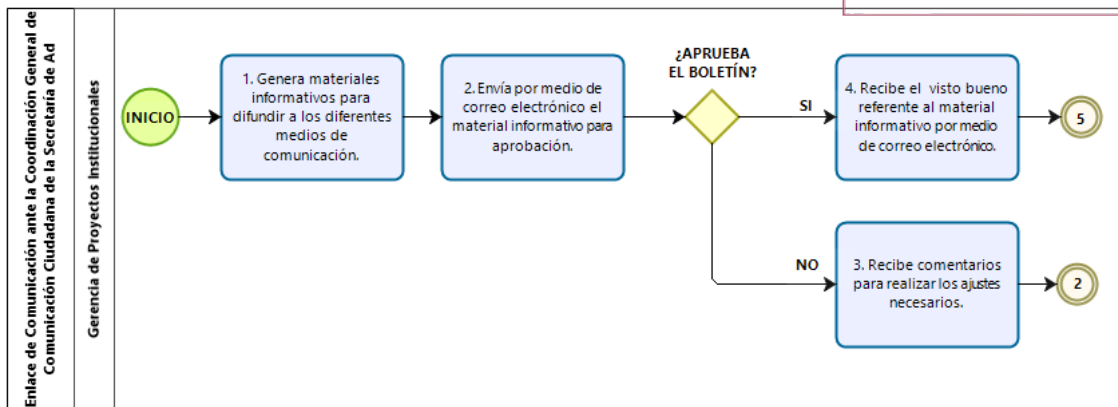 Enlace de Comunicación ante la Coordinación General de
Comunicación Ciudadana de la Secretaría de Ad
Gerencia de Proyectos Institucionales
INICIO
1. Genera materiales
informativos para
difundir a los diferentes
medios de
comunicación.
2. Envía por medio de
correo electrónico el
material informativo para
aprobación.
¿APRUEBA
EL BOLETÍN?
SI
4. Recibe el visto bueno
referente al material
informativo por medio
de correo electrónico.
5
NO
3. Recibe comentarios
para realizar los ajustes
necesarios.
2